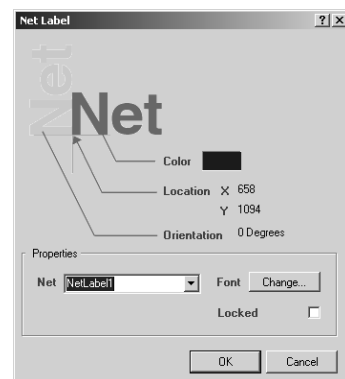 Net Label
? X
Net
Net
Color
Location X 658
Y 1094
Orientation 0 Degrees
Properties
Net NetLabel1 Font Change...
Locked
OK Cancel